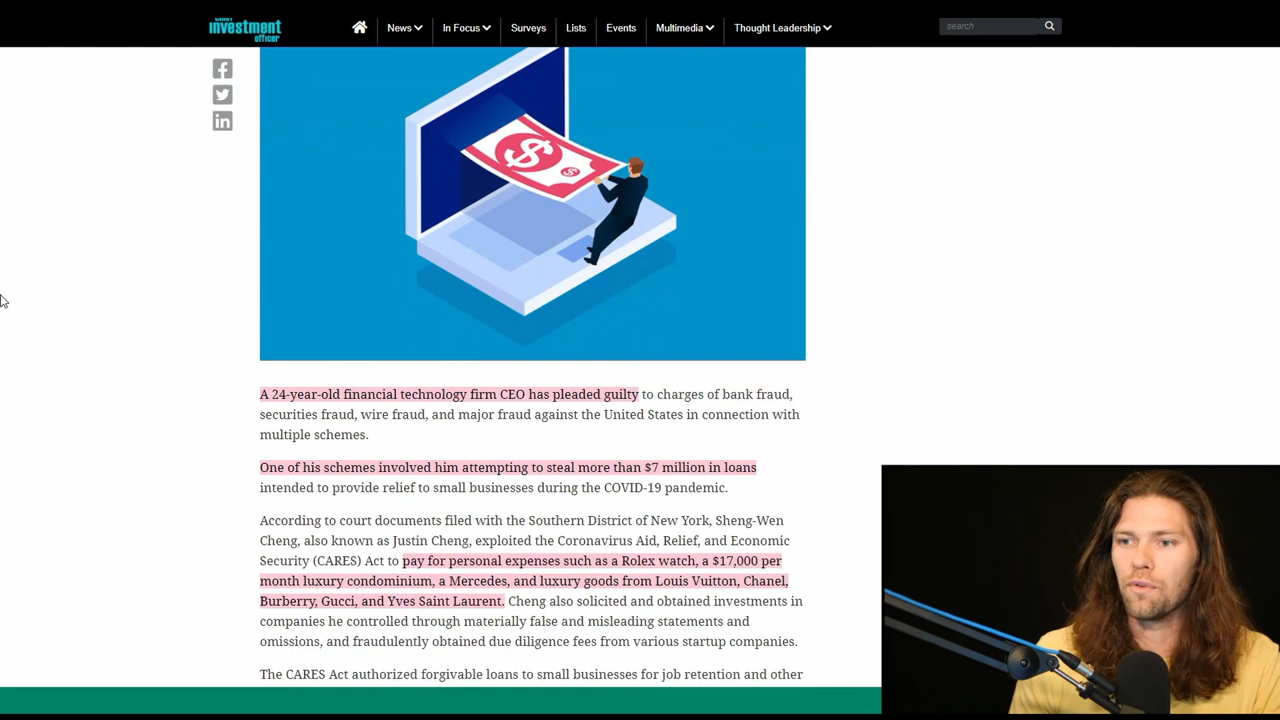 investment
officer
News
In Focus
Surveys
Lists
Events
Multimedia
Thought Leadership
search
$
$
A 24-year-old financial technology firm CEO has pleaded guilty to charges of bank fraud,
securities fraud, wire fraud, and major fraud against the United States in connection with
multiple schemes.
One of his schemes involved him attempting to steal more than $7 million in loans
intended to provide relief to small businesses during the COVID-19 pandemic.
According to court documents filed with the Southern District of New York, Sheng-Wen
Cheng, also known as Justin Cheng, exploited the Coronavirus Aid, Relief, and Economic
Security (CARES) Act to pay for personal expenses such as a Rolex watch, a $17,000 per
month luxury condominium, a Mercedes, and luxury goods from Louis Vuitton, Chanel,
Burberry, Gucci, and Yves Saint Laurent. Cheng also solicited and obtained investments in
companies he controlled through materially false and misleading statements and
omissions, and fraudulently obtained due diligence fees from various startup companies.
The CARES Act authorized forgivable loans to small businesses for job retention and other